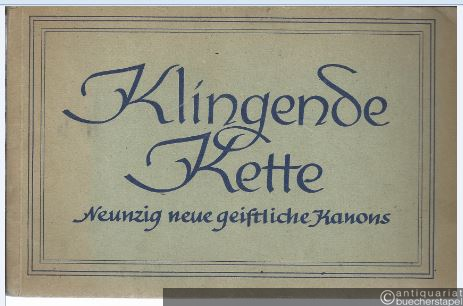 Klingende
Kette
Neunzig neue geiſtliche Kanons
©antiquariat
buecherstapel